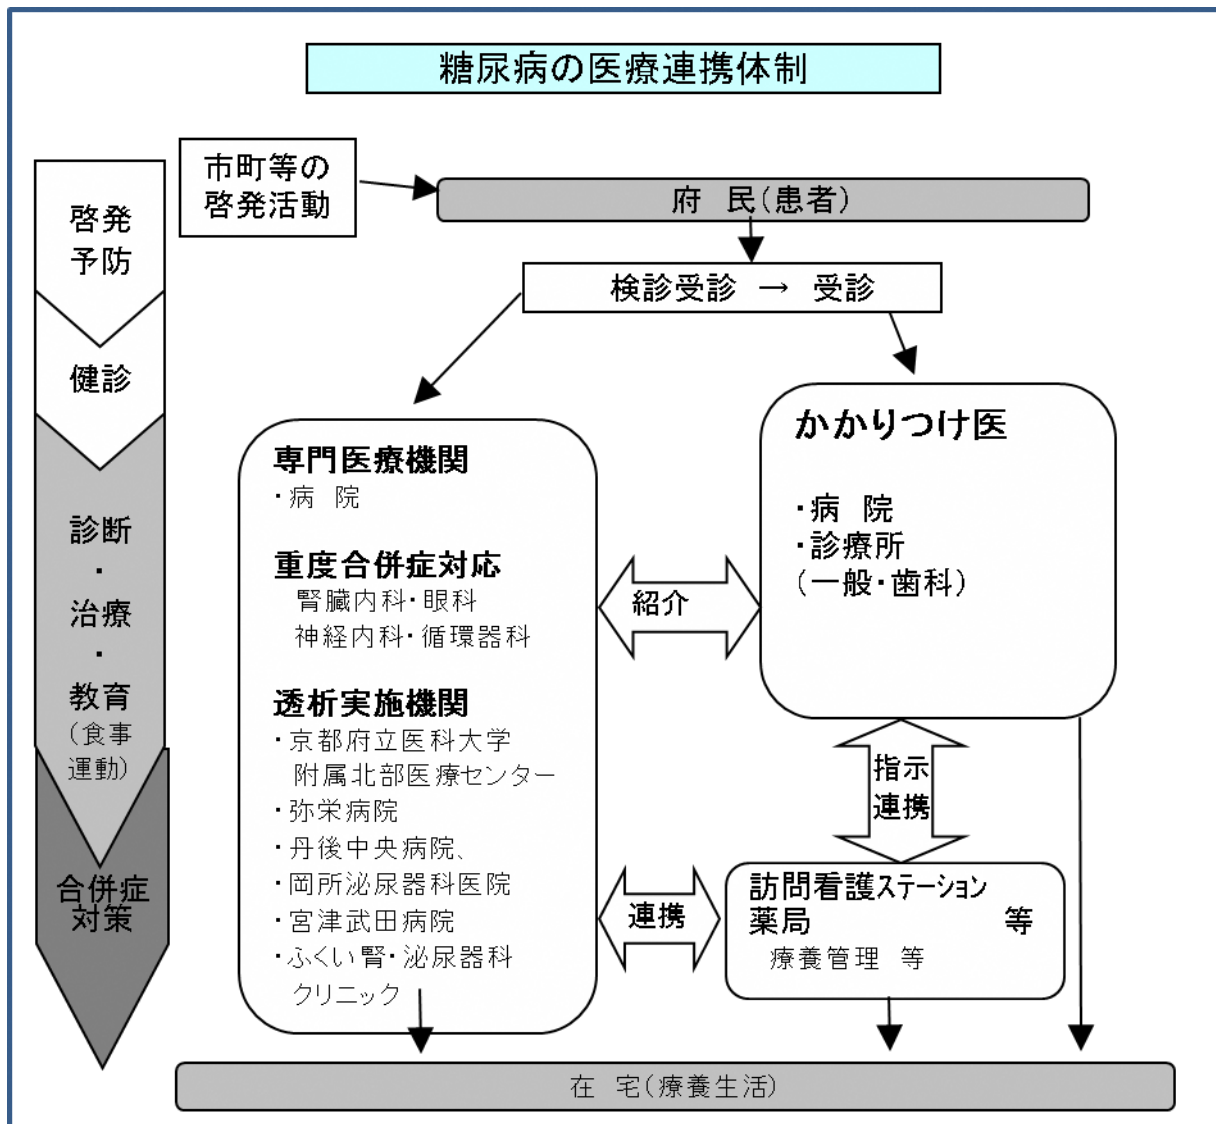 糖尿病の医療連携体制
市町等の
啓発活動
府 民(患者)
検診受診 → 受診
啓発
予防
健診
診断
・
治療
・
教育
(食事
運動)
合併症
対策
専門医療機関
・病 院
重度合併症対応
腎臓内科・眼科
神経内科・循環器科
透析実施機関
・京都府立医科大学
附属北部医療センター
・弥栄病院
・丹後中央病院、
・岡所泌尿器科医院
・宮津武田病院
・ふくい腎・泌尿器科
クリニック
紹介
かかりつけ医
・病 院
・診療所
(一般・歯科)
指示
連携
連携
訪問看護ステーション
薬局 等
療養管理 等
在 宅(療養生活)